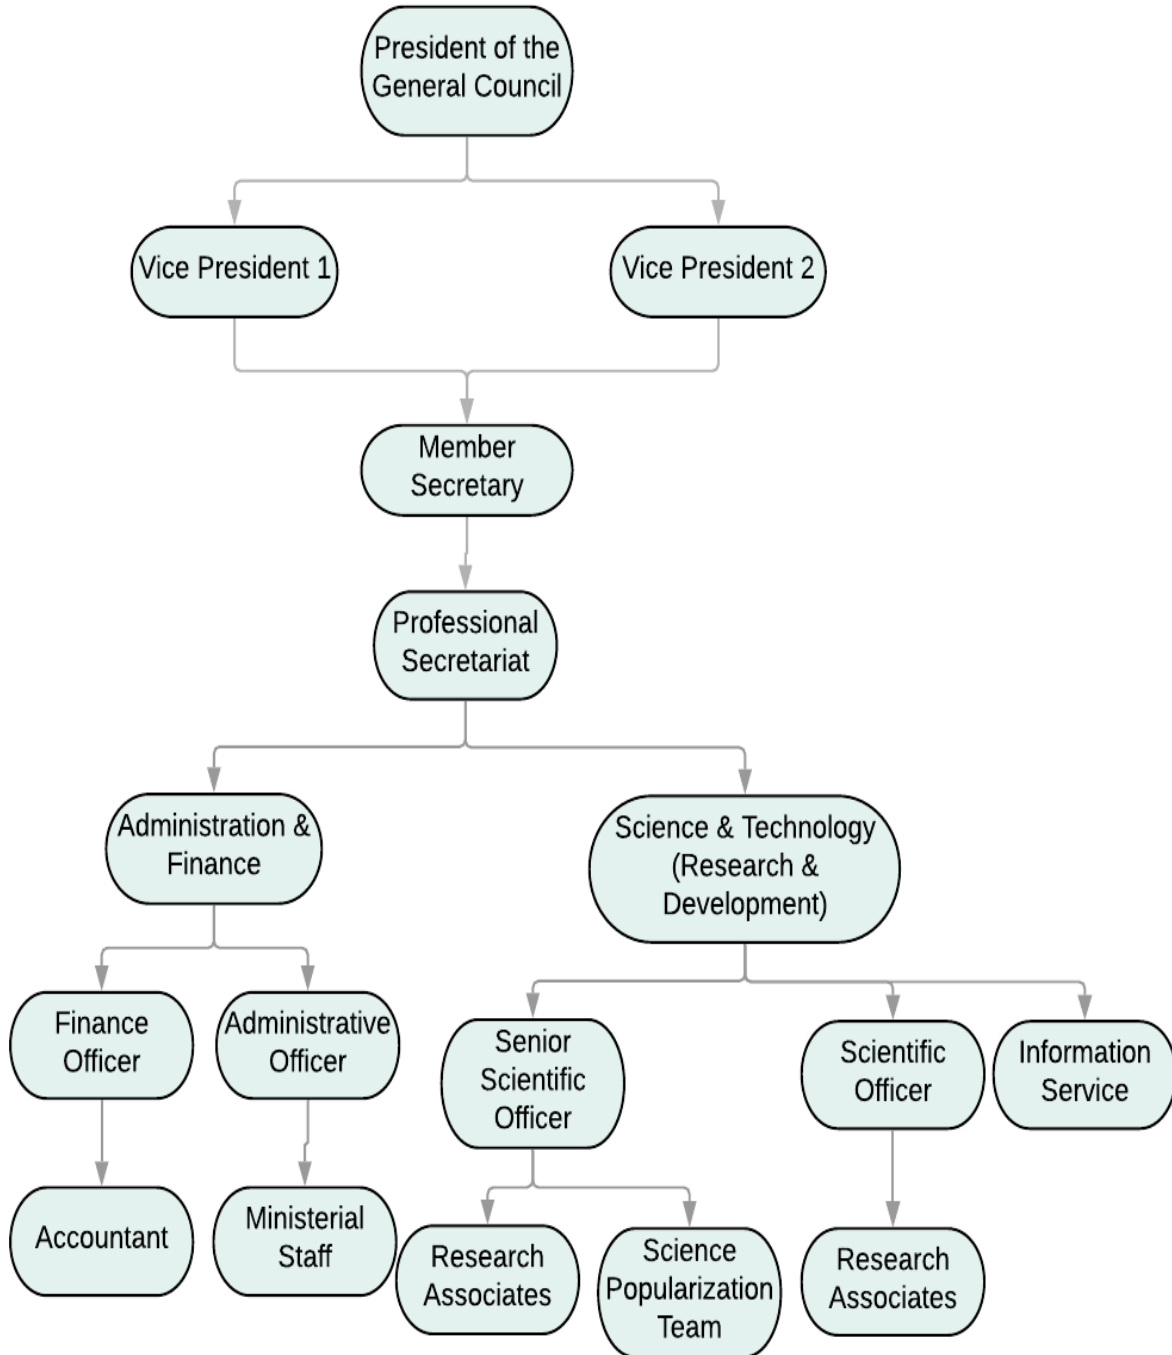 President of the
General Council
Vice President 1
Vice President 2
Member
Secretary
Professional
Secretariat
Administration &
Finance
Science & Technology
(Research &
Development)
Finance
Officer
Administrative
Officer
Senior
Scientific
Officer
Scientific
Officer
Information
Service
Accountant
Ministerial
Staff
Research
Associates
Science
Popularization
Team
Research
Associates